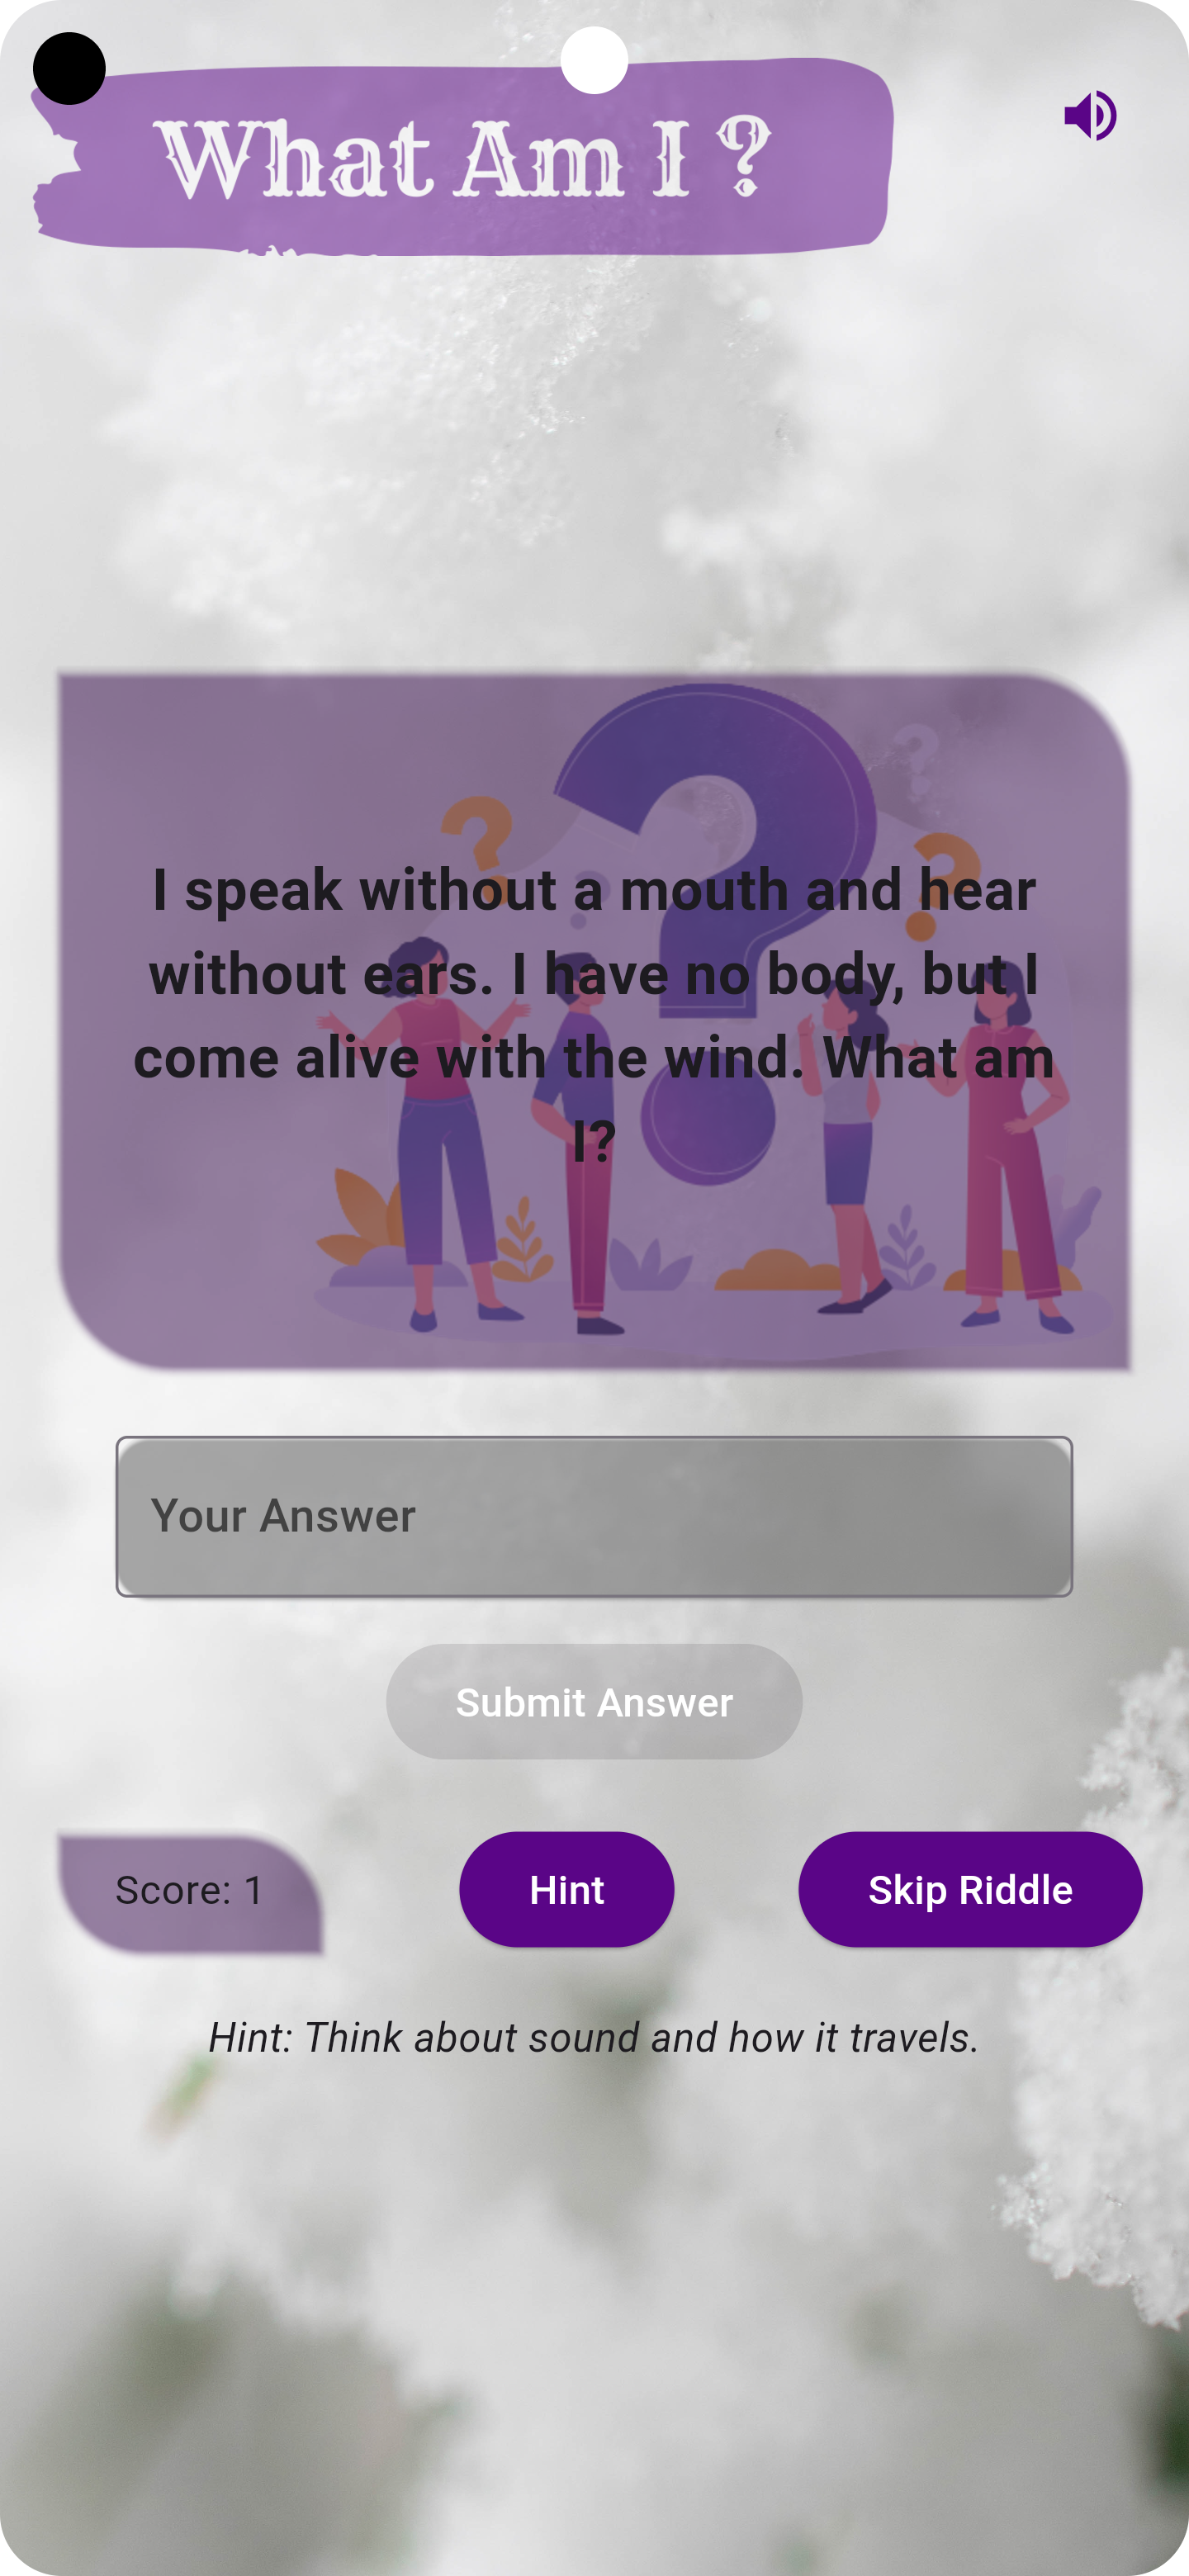 What Am I ?
I speak without a mouth and hear
without ears. I have no body, but I
come alive with the wind. What am
I?
Your Answer
Submit Answer
Score: 1
Hint
Skip Riddle
Hint: Think about sound and how it travels.